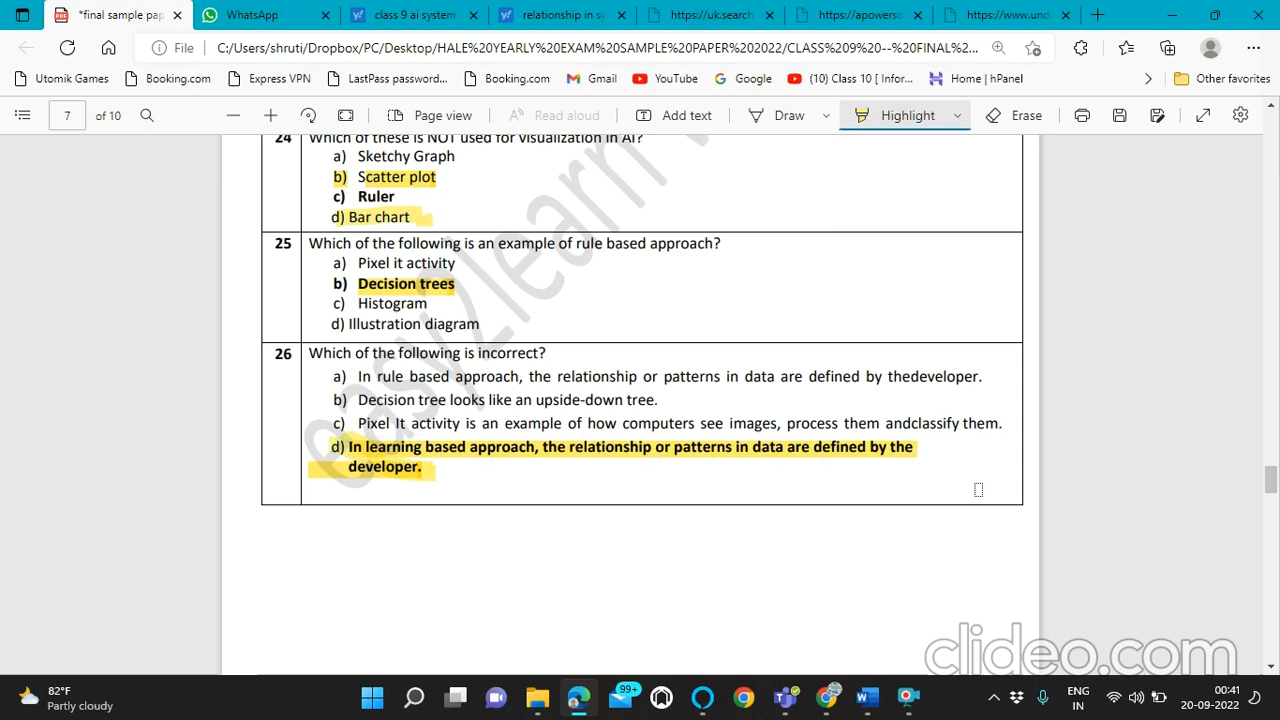 *final sample pap
WhatsApp
class 9 ai system
relationship in sy
https://uk.search
https://apowerso
https://www.und
File
C:/Users/shruti/Dropbox/PC/Desktop/HALE%20YEARLY%20EXAM%20SAMPLE%20PAPER%202022/CLASS%209%20--%20FINAL%2...
Utomik Games
Booking.com
Express VPN
LastPass password...
Booking.com
Gmail
YouTube
Google
(10) Class 10 [ Infor...
Home | hPanel
Other favorites
7
of 10
Page view
Read aloud
Add text
Draw
Highlight
Erase
24
Which of these is NOT used for visualization in AI?
a) Sketchy Graph
b) Scatter plot
c) Ruler
d) Bar chart
25
Which of the following is an example of rule based approach?
a) Pixel it activity
b) Decision trees
c) Histogram
d) Illustration diagram
26
Which of the following is incorrect?
a) In rule based approach, the relationship or patterns in data are defined by thedeveloper.
b) Decision tree looks like an upside-down tree.
c) Pixel It activity is an example of how computers see images, process them andclassify them.
d) In learning based approach, the relationship or patterns in data are defined by the
developer.
easy2learn
clideo.com
82°F
Partly cloudy
99+
ENG
IN
00:41
20-09-2022